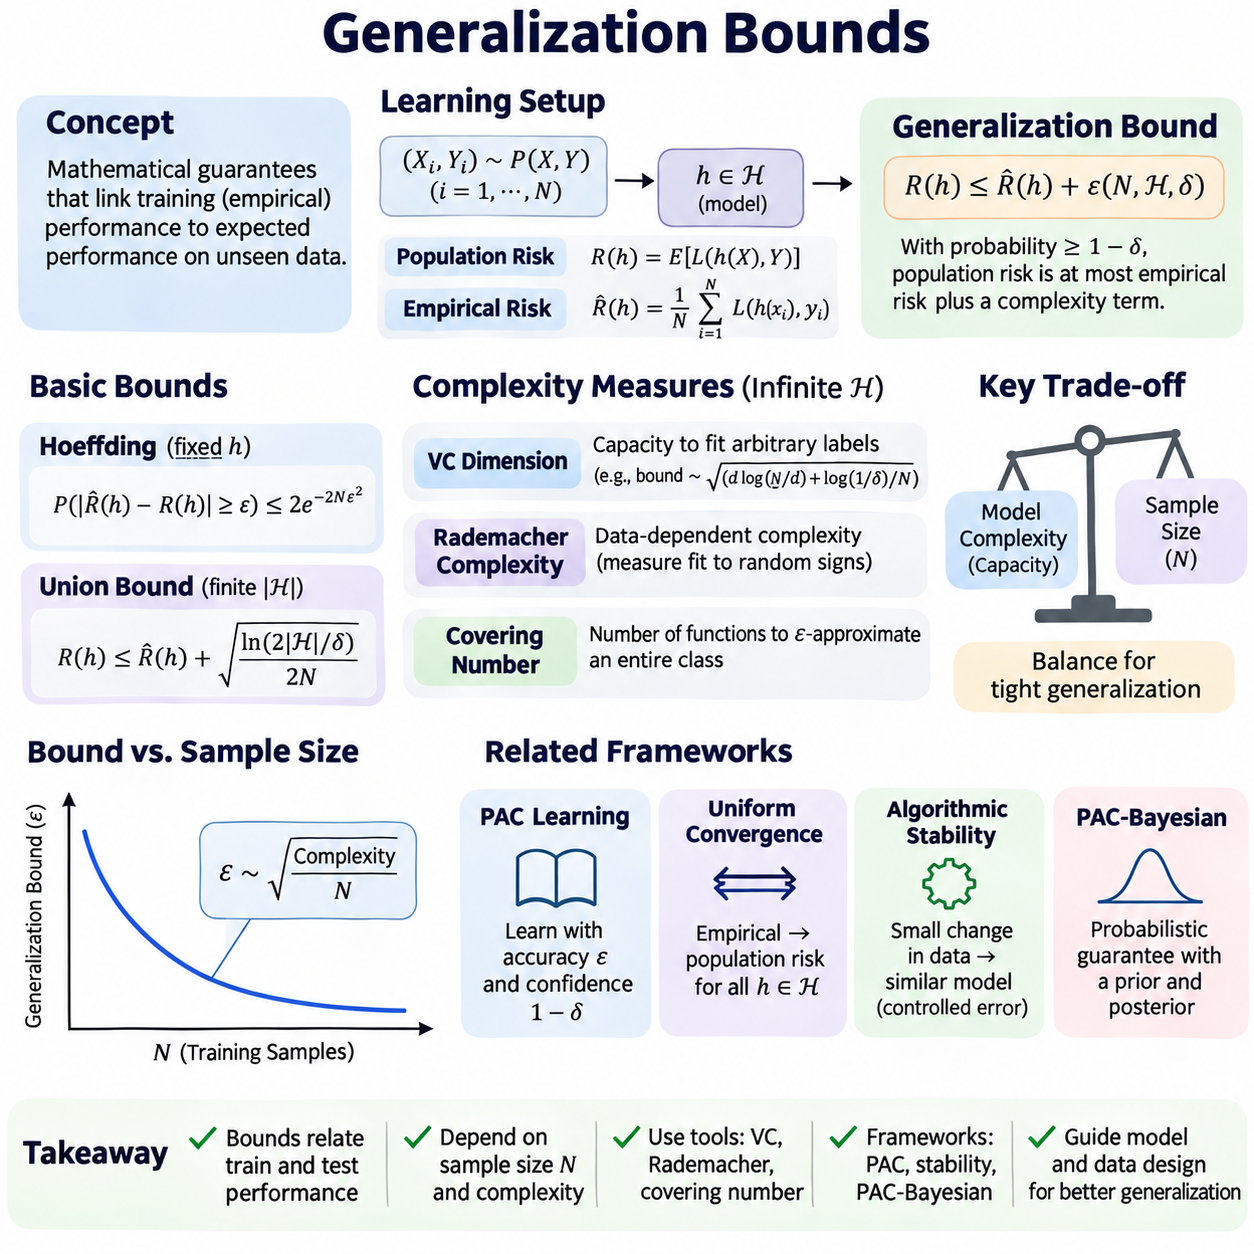 Generalization Bounds
Concept
Mathematical guarantees
that link training (empirical)
performance to expected
performance on unseen data.
Learning Setup
(Xᵢ, Yᵢ) ~ P(X, Y)
(i = 1, ⋯, N)
h ∈ ℋ
(model)
Population Risk R(h) = E[L(h(X), Y)]
Empirical Risk R̂(h) = 1/N ∑_{i=1}^{N} L(h(xᵢ), yᵢ)
Generalization Bound
R(h) ≤ R̂(h) + ε(N, ℋ, δ)
With probability ≥ 1 − δ,
population risk is at most empirical
risk plus a complexity term.
Basic Bounds
Hoeffding (fixed h)
P(|R̂(h) − R(h)| ≥ ε) ≤ 2e^{−2Nε²}
Union Bound (finite |ℋ|)
R(h) ≤ R̂(h) + √(ln(2|ℋ|/δ) / 2N)
Complexity Measures (Infinite ℋ)
VC Dimension
Capacity to fit arbitrary labels
(e.g., bound ~ √((d log(N/d) + log(1/δ)/N)
Rademacher
Complexity
Data-dependent complexity
(measure fit to random signs)
Covering
Number
Number of functions to ε-approximate
an entire class
Key Trade-off
Model
Complexity
(Capacity)
Sample
Size
(N)
Balance for
tight generalization
Bound vs. Sample Size
Generalization Bound (ε)
ε ~ √(Complexity / N)
N (Training Samples)
Related Frameworks
PAC Learning
Learn with
accuracy ε
and confidence
1 − δ
Uniform
Convergence
Empirical →
population risk
for all h ∈ ℋ
Algorithmic
Stability
Small change
in data →
similar model
(controlled error)
PAC-Bayesian
Probabilistic
guarantee with
a prior and
posterior
Takeaway
✓ Bounds relate
train and test
performance
✓ Depend on
sample size N
and complexity
✓ Use tools: VC,
Rademacher,
covering number
✓ Frameworks:
PAC, stability,
PAC-Bayesian
✓ Guide model
and data design
for better generalization